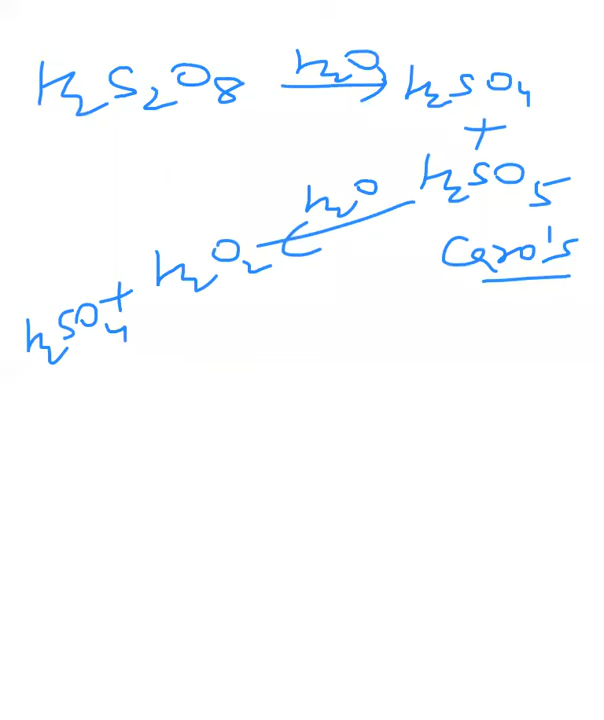 H2S2O8 H2O H2SO4
+
H2O H2SO5
Caro's
H2O2
+
H2SO4